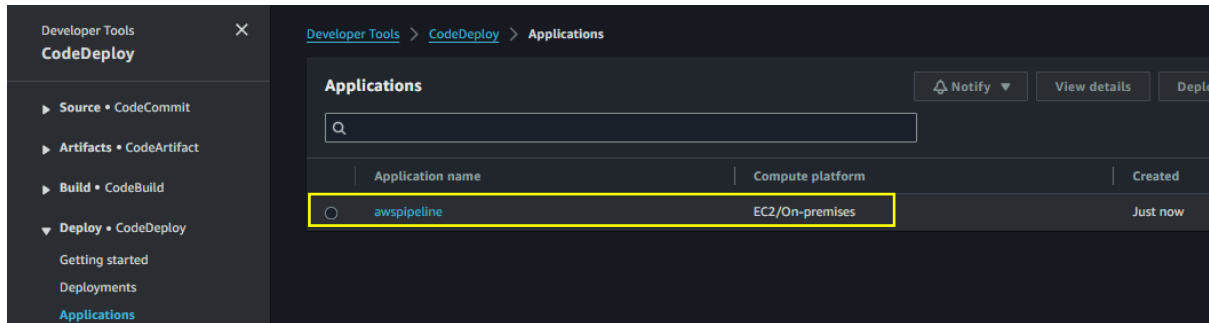 Developer Tools
CodeDeploy
Source • CodeCommit
Artifacts • CodeArtifact
Build • CodeBuild
Deploy • CodeDeploy
Getting started
Deployments
Applications
Developer Tools > CodeDeploy > Applications
Applications
Notify View details
Application name Compute platform Created
awspipeline EC2/On-premises Just now